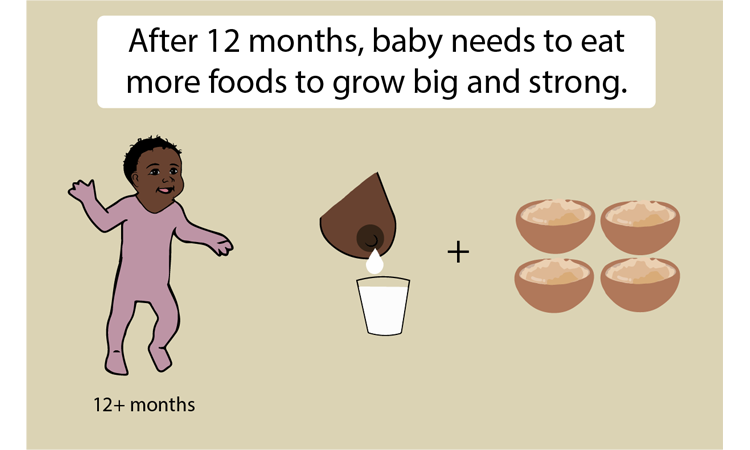 After 12 months, baby needs to eat
more foods to grow big and strong.
+
12+ months